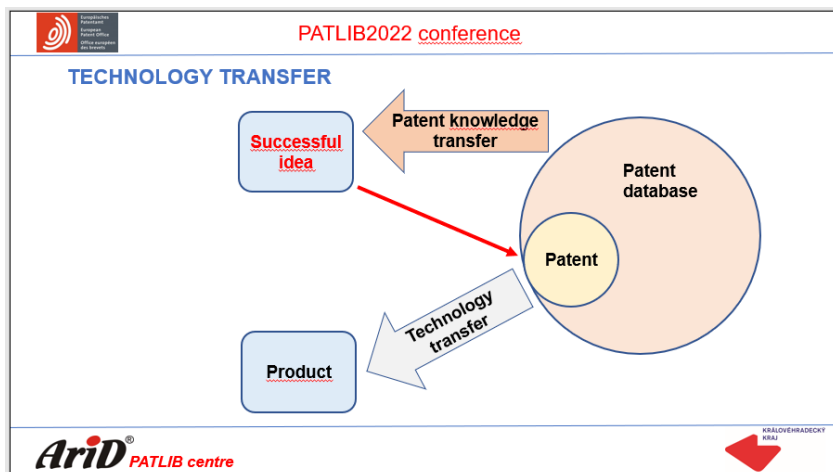 Europäisches
Patentamt
European
Patent Office
Office européen
des brevets
PATLIB2022 conference
TECHNOLOGY TRANSFER
Successful
idea
Patent knowledge
transfer
Patent
database
Patent
Technology
transfer
Product
AriD®
PATLIB centre
KRÁLOVÉHRADECKÝ
KRAJ